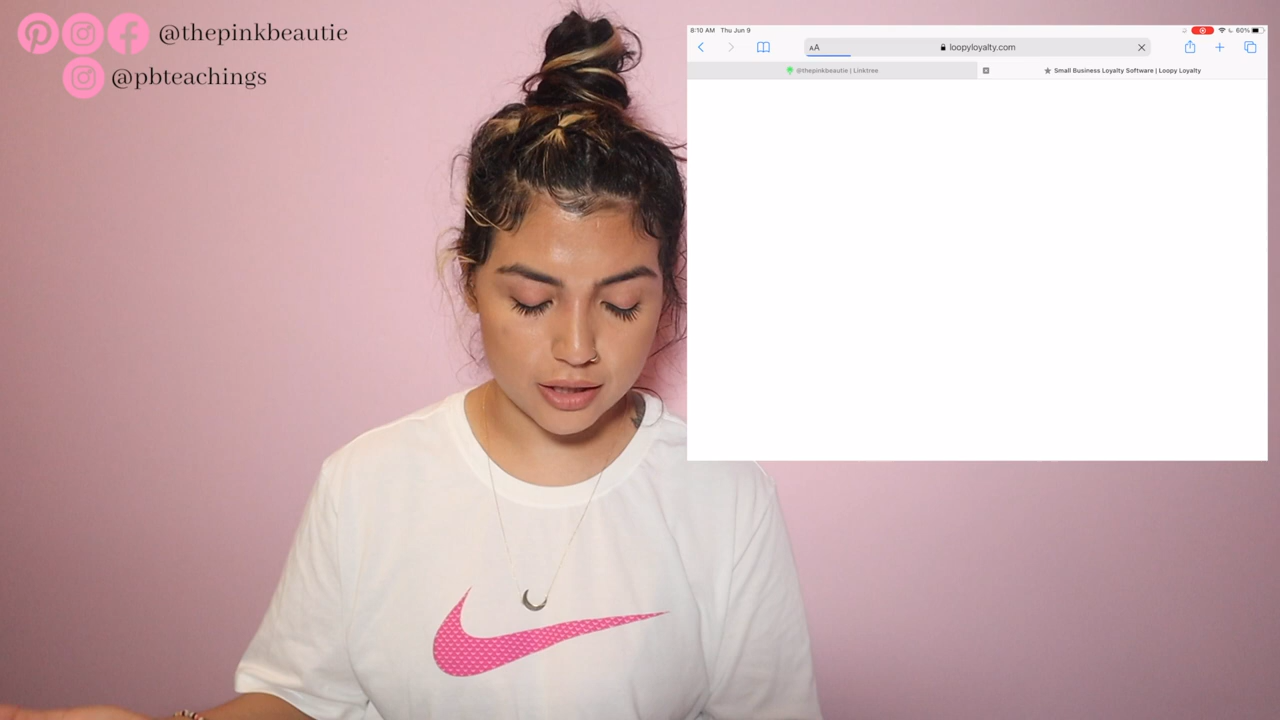 @thepinkbeautie
@pbteachings
8:10 AM Thu Jun 9
60%
AA
loopyloyalty.com
@thepinkbeautie | Linktree
Small Business Loyalty Software | Loopy Loyalty